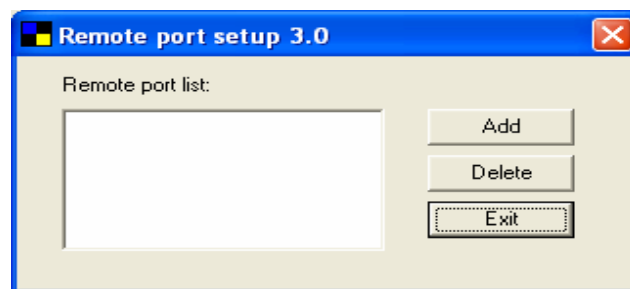 Remote port setup 3.0
Remote port list:
Add
Delete
Exit